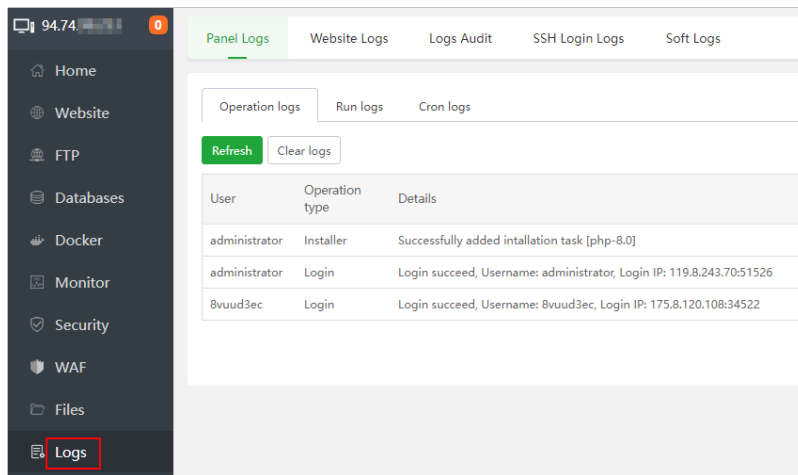 94.74. 0
Home
Website
FTP
Databases
Docker
Monitor
Security
WAF
Files
Logs
Panel Logs Website Logs Logs Audit SSH Login Logs Soft Logs
Operation logs Run logs Cron logs
Refresh Clear logs
User Operation type Details
administrator Installer Successfully added intallation task [php-8.0]
administrator Login Login succeed, Username: administrator, Login IP: 119.8.243.70:51526
8vuud3ec Login Login succeed, Username: 8vuud3ec, Login IP: 175.8.120.108:34522